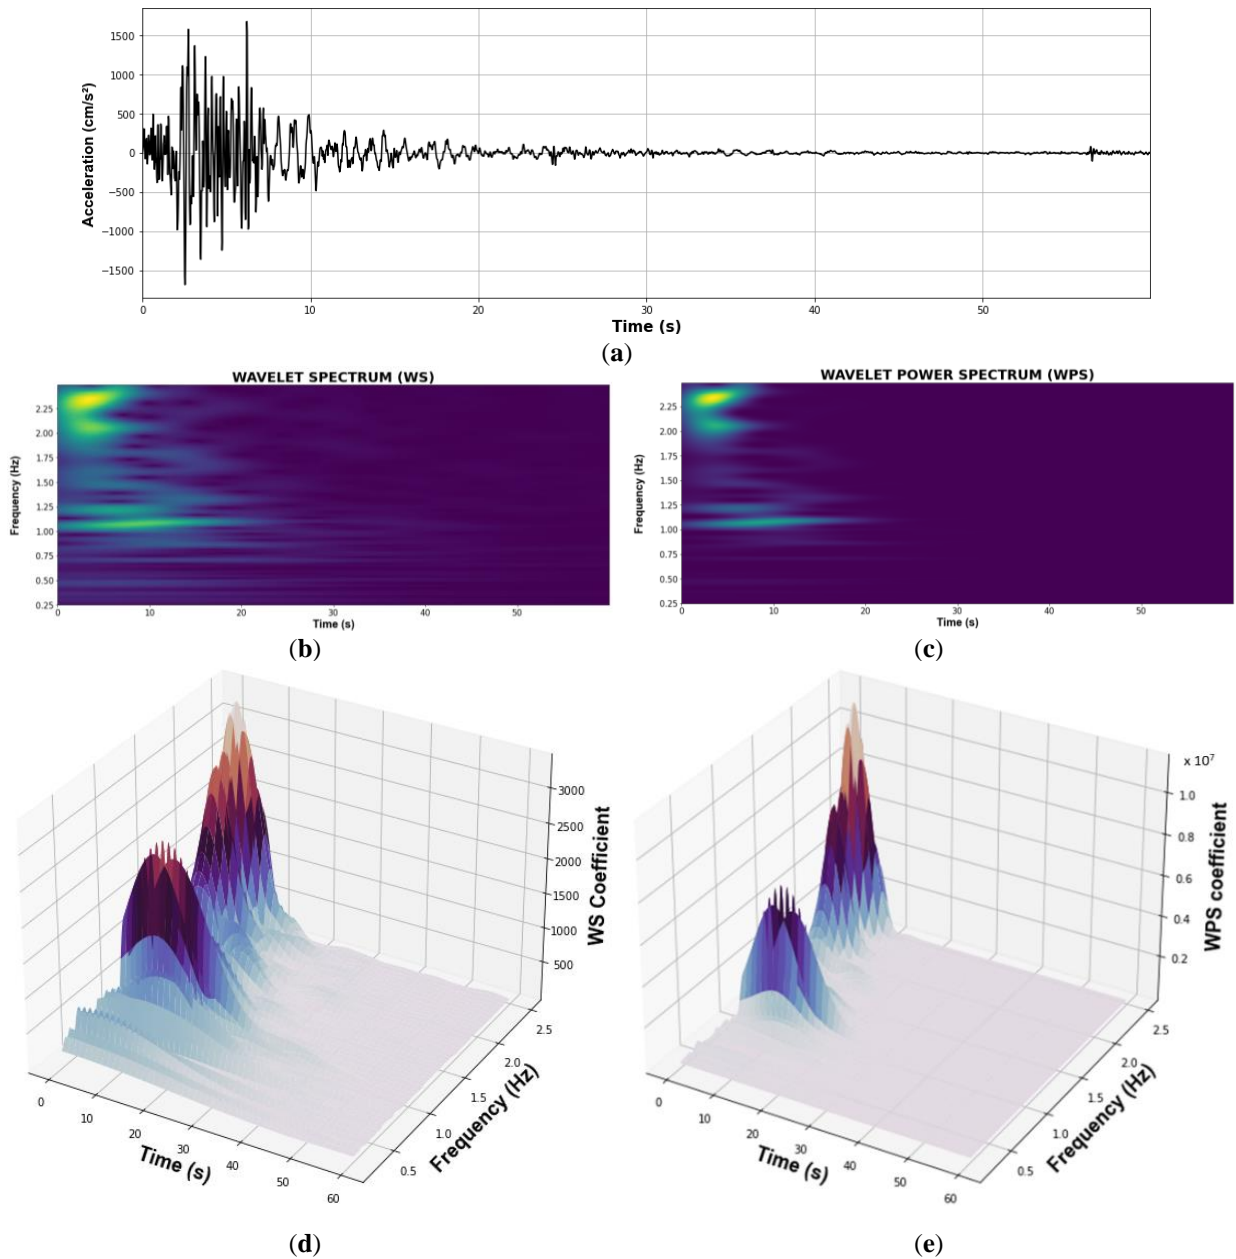 1500
1000
500
0
−500
−1000
−1500
Acceleration (cm/s²)
0 10 20 30 40 50
Time (s)
(a)
WAVELET SPECTRUM (WS)
2.25
2.00
1.75
1.50
1.25
1.00
0.75
0.50
0.25
Frequency (Hz)
0 10 20 30 40 50
Time (s)
(b)
WAVELET POWER SPECTRUM (WPS)
2.25
2.00
1.75
1.50
1.25
1.00
0.75
0.50
0.25
Frequency (Hz)
0 10 20 30 40 50
Time (s)
(c)
3000
2500
2000
1500
1000
500
WS Coefficient
2.5
2.0
1.5
1.0
0.5
Frequency (Hz)
0 10 20 30 40 50 60
Time (s)
(d)
x 10⁷
1.0
0.8
0.6
0.4
0.2
WPS coefficient
2.5
2.0
1.5
1.0
0.5
Frequency (Hz)
0 10 20 30 40 50 60
Time (s)
(e)